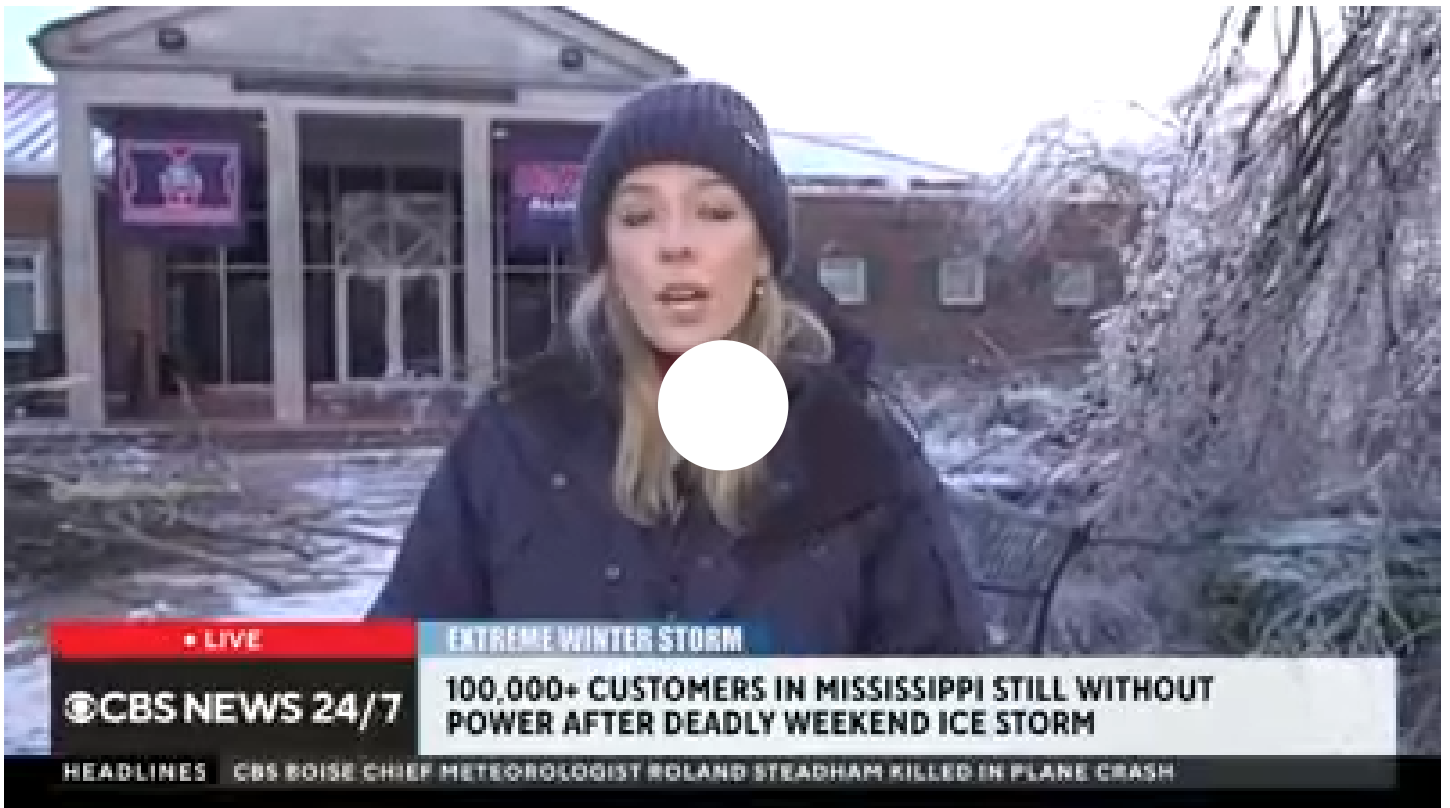 LIVE
EXTREME WINTER STORM
CBS NEWS 24/7
100,000+ CUSTOMERS IN MISSISSIPPI STILL WITHOUT
POWER AFTER DEADLY WEEKEND ICE STORM
HEADLINES CBS BOISE CHIEF METEOROLOGIST ROLAND STEADHAM KILLED IN PLANE CRASH